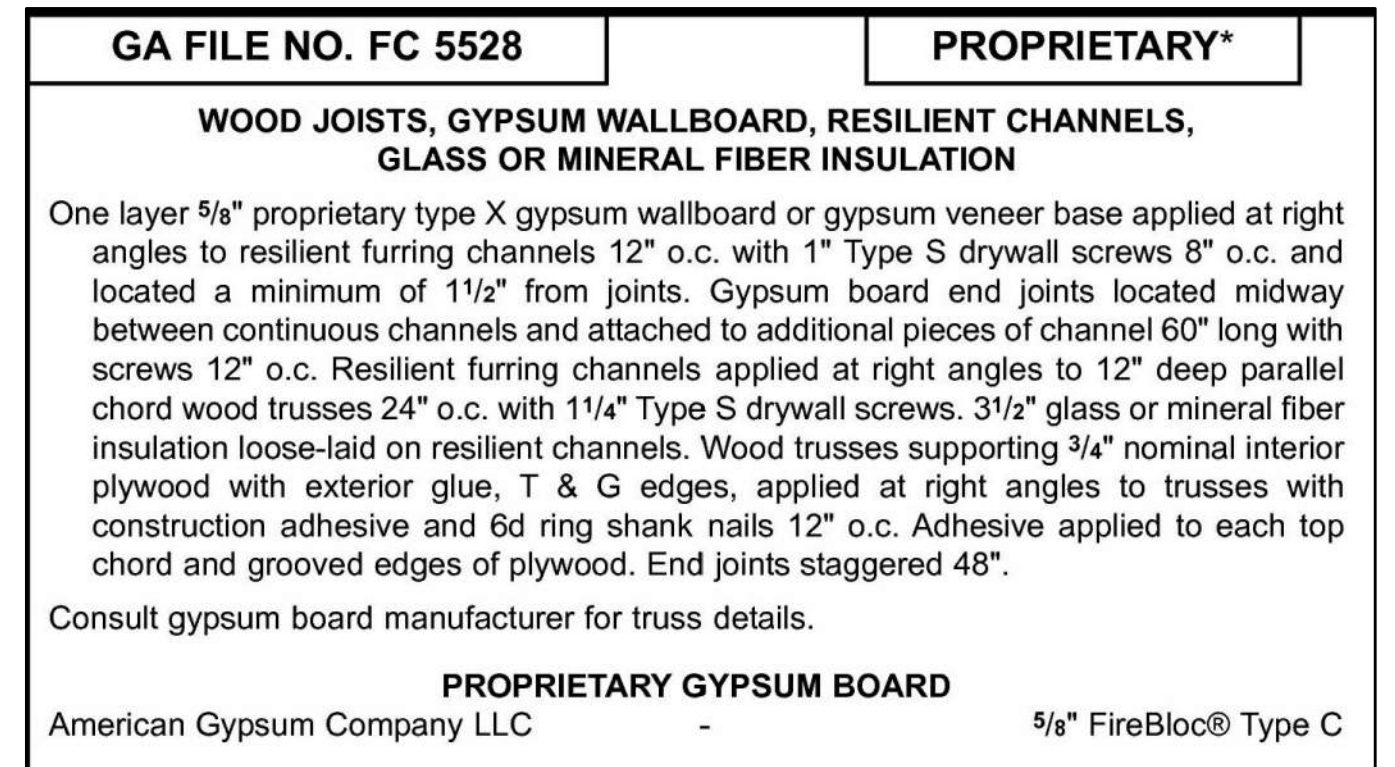 GA FILE NO. FC 5528
PROPRIETARY*
WOOD JOISTS, GYPSUM WALLBOARD, RESILIENT CHANNELS,
GLASS OR MINERAL FIBER INSULATION
One layer 5/8" proprietary type X gypsum wallboard or gypsum veneer base applied at right
angles to resilient furring channels 12" o.c. with 1" Type S drywall screws 8" o.c. and
located a minimum of 11/2" from joints. Gypsum board end joints located midway
between continuous channels and attached to additional pieces of channel 60" long with
screws 12" o.c. Resilient furring channels applied at right angles to 12" deep parallel
chord wood trusses 24" o.c. with 11/4" Type S drywall screws. 31/2" glass or mineral fiber
insulation loose-laid on resilient channels. Wood trusses supporting 3/4" nominal interior
plywood with exterior glue, T & G edges, applied at right angles to trusses with
construction adhesive and 6d ring shank nails 12" o.c. Adhesive applied to each top
chord and grooved edges of plywood. End joints staggered 48".
Consult gypsum board manufacturer for truss details.
PROPRIETARY GYPSUM BOARD
American Gypsum Company LLC - 5/8" FireBloc® Type C